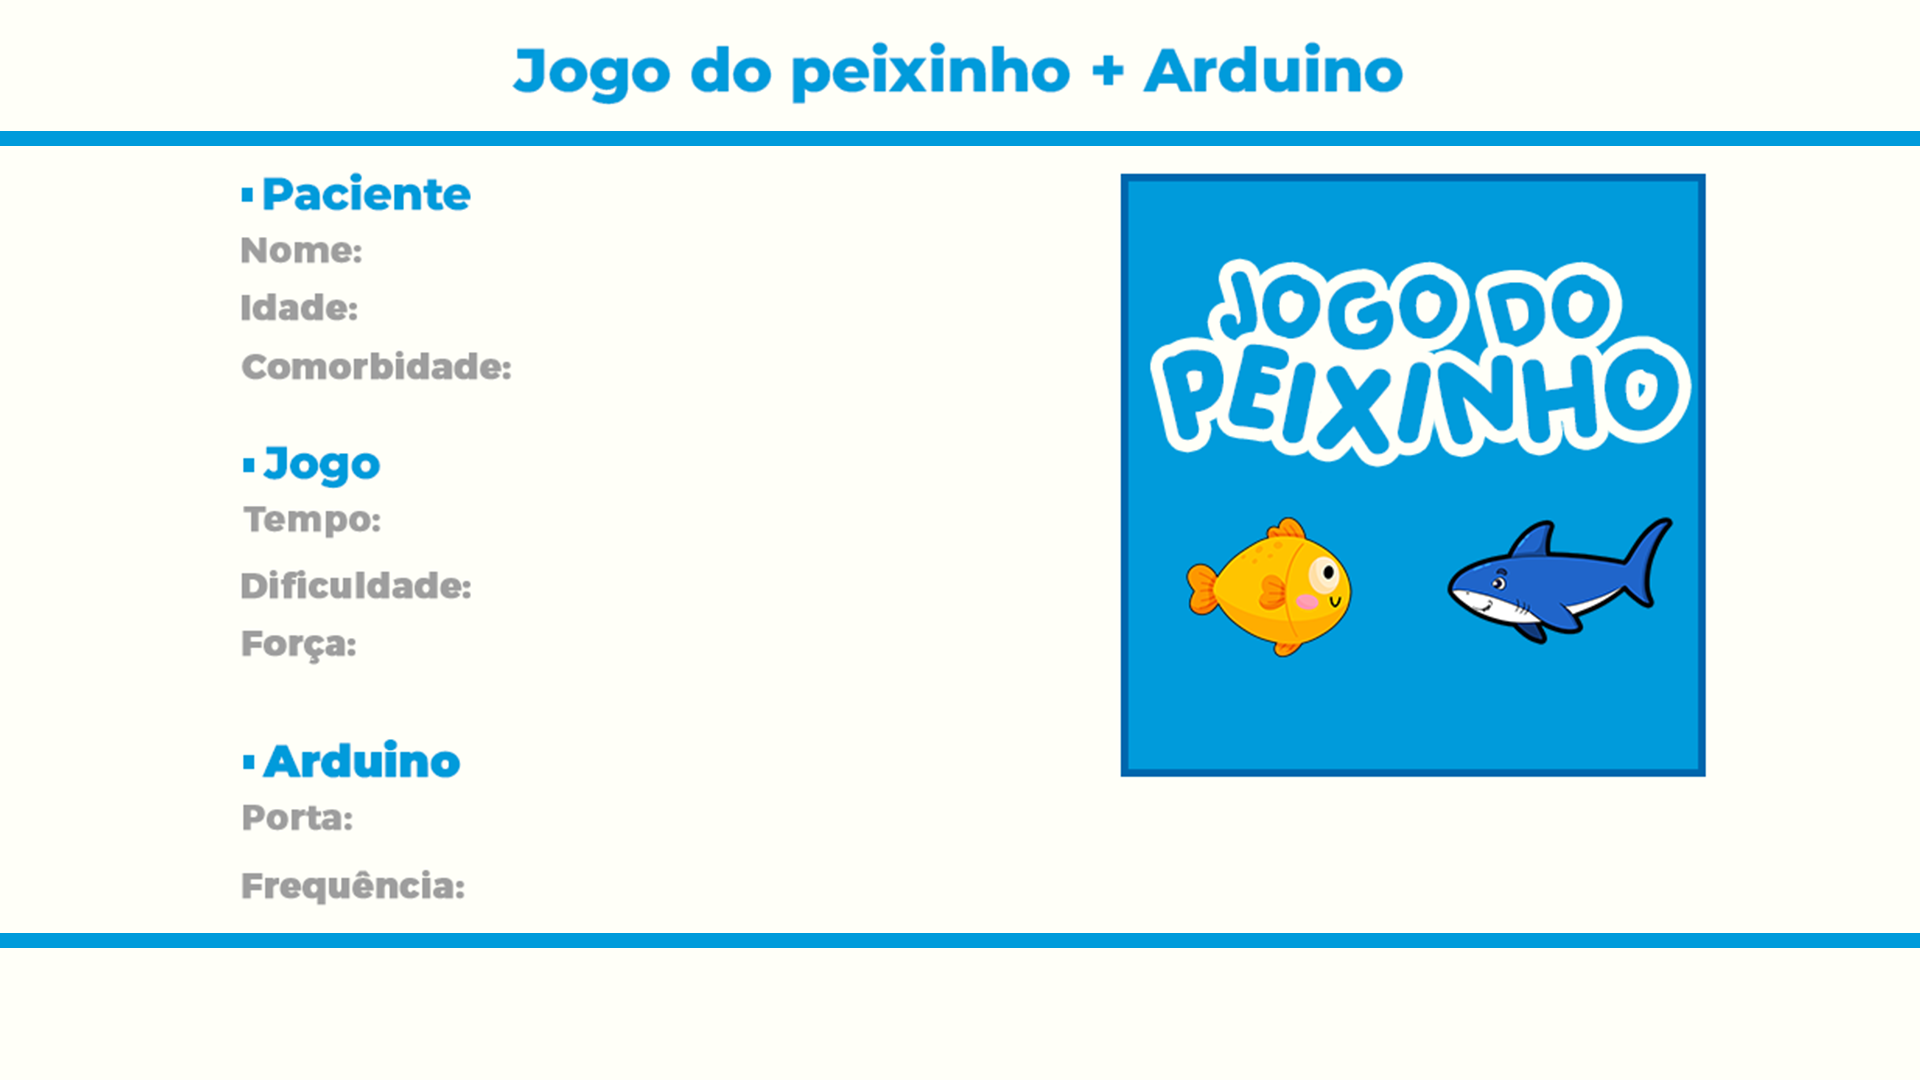 Jogo do peixinho + Arduino
▪ Paciente
Nome:
Idade:
Comorbidade:
▪ Jogo
Tempo:
Dificuldade:
Força:
▪ Arduino
Porta:
Frequência:
JOGO DO
PEIXINHO